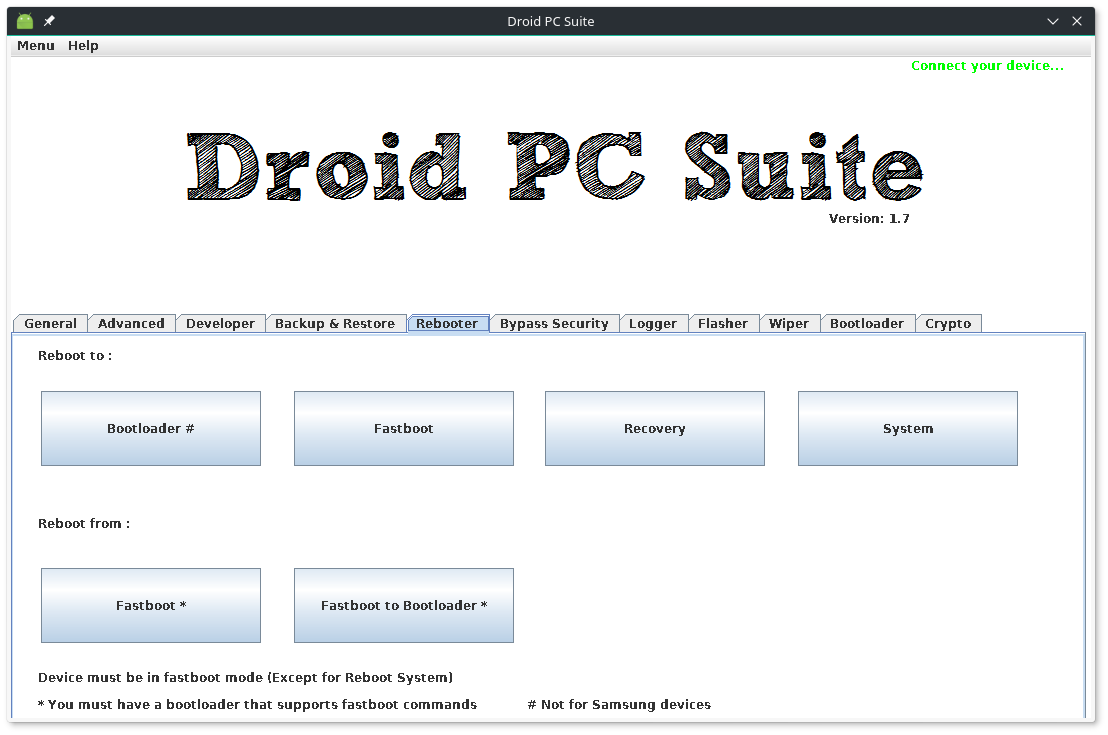 Droid PC Suite
Menu Help
Connect your device...
Droid PC Suite
Version: 1.7
General Advanced Developer Backup & Restore Rebooter Bypass Security Logger Flasher Wiper Bootloader Crypto
Reboot to :
Bootloader # Fastboot Recovery System
Reboot from :
Fastboot * Fastboot to Bootloader *
Device must be in fastboot mode (Except for Reboot System)
* You must have a bootloader that supports fastboot commands # Not for Samsung devices